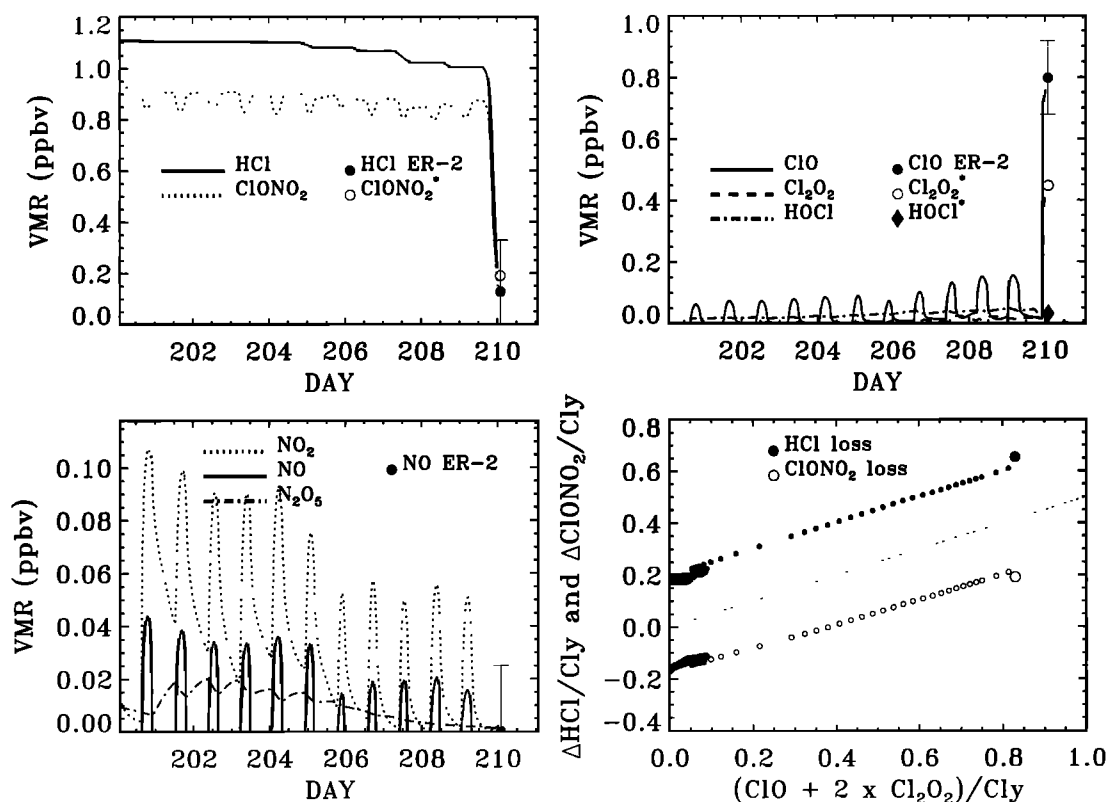 VMR (ppbv)
1.2
1.0
0.8
0.6
0.4
0.2
0.0
HCl
ClONO₂
HCl ER-2
ClONO₂*
202 204 206 208 210
DAY
VMR (ppbv)
1.0
0.8
0.6
0.4
0.2
0.0
ClO
Cl₂O₂
HOCl
ClO ER-2
Cl₂O₂*
HOCl*
202 204 206 208 210
DAY
VMR (ppbv)
0.10
0.08
0.06
0.04
0.02
0.00
NO₂
NO
N₂O₅
NO ER-2
202 204 206 208 210
DAY
ΔHCl/Cly and ΔClONO₂/Cly
0.8
0.6
0.4
0.2
0.0
-0.2
-0.4
HCl loss
ClONO₂ loss
0.0 0.2 0.4 0.6 0.8 1.0
(ClO + 2 x Cl₂O₂)/Cly